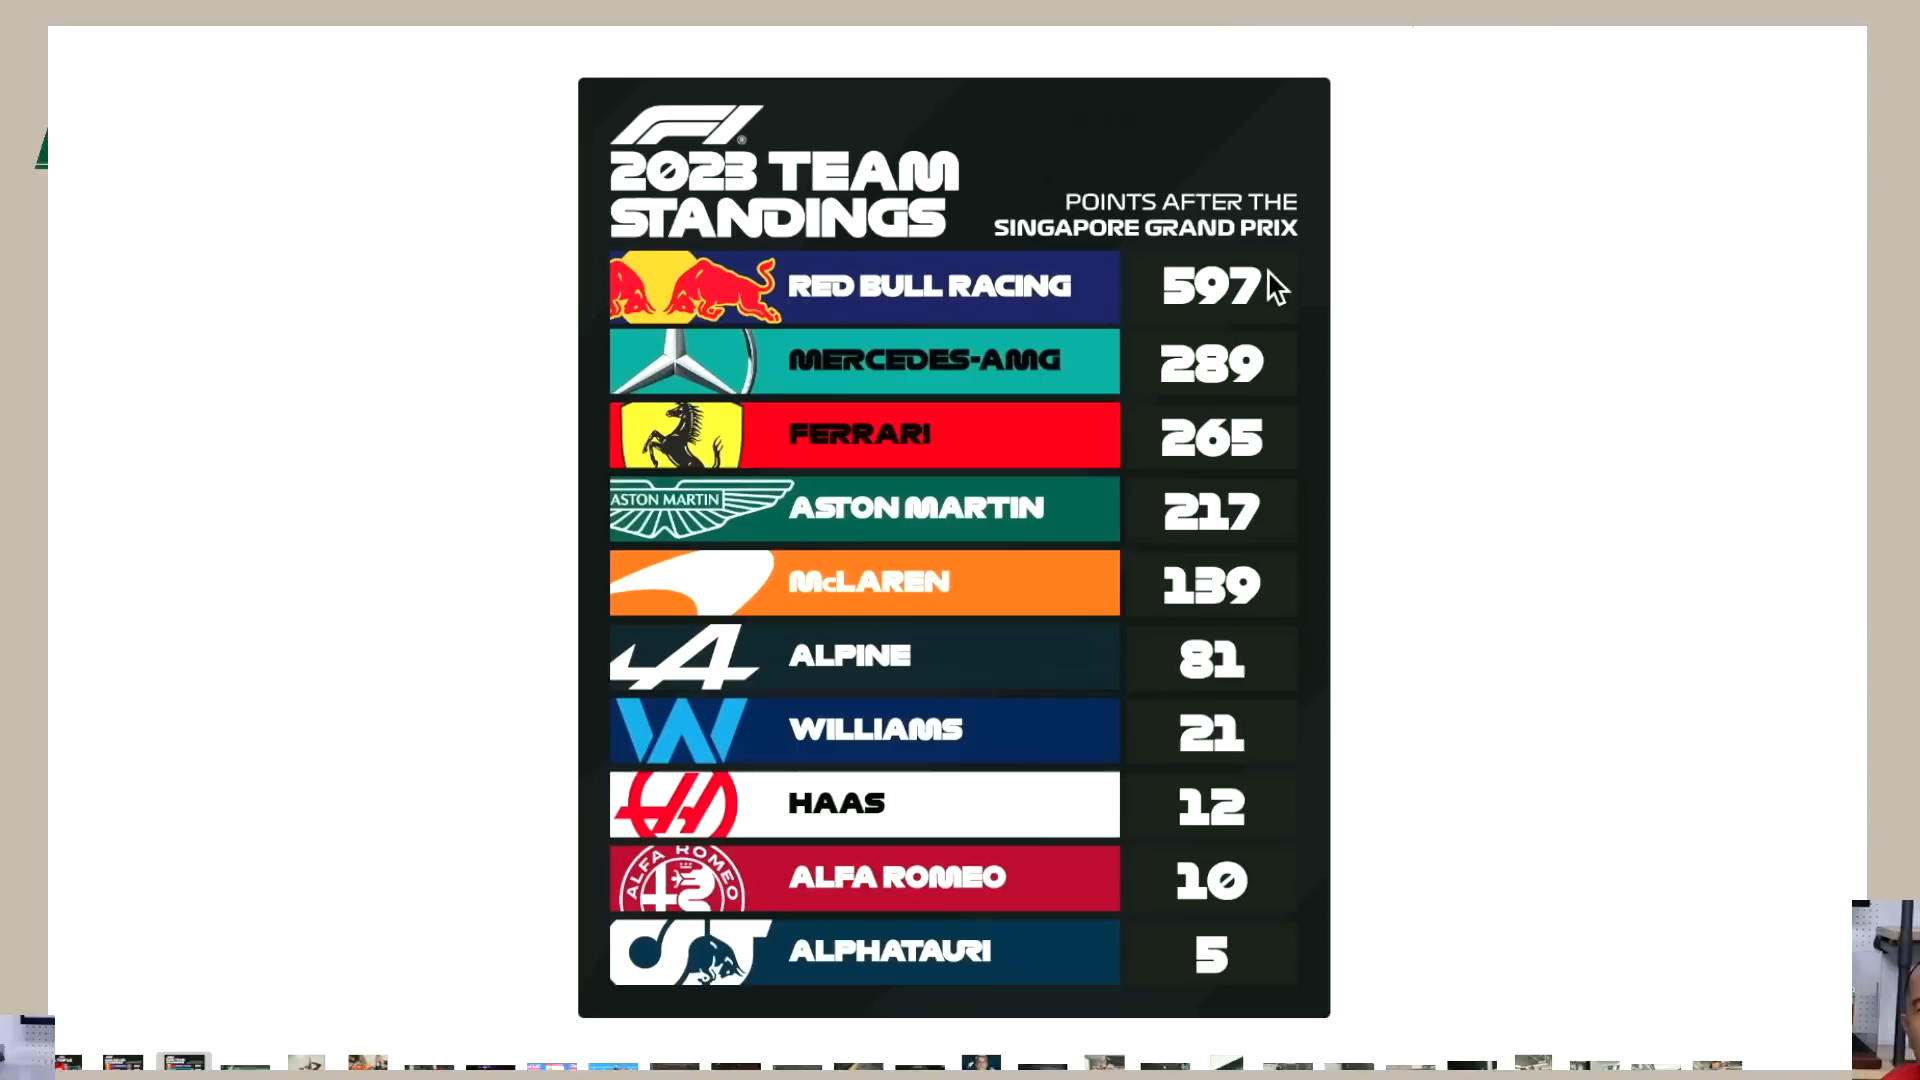 F1
2023 TEAM
STANDINGS
POINTS AFTER THE
SINGAPORE GRAND PRIX
RED BULL RACING 597
MERCEDES-AMG 289
FERRARI 265
ASTON MARTIN ASTON MARTIN 217
McLAREN 139
ALPINE 81
WILLIAMS 21
HAAS 12
ALFA ROMEO ALFA ROMEO 10
ALPHATAURI 5